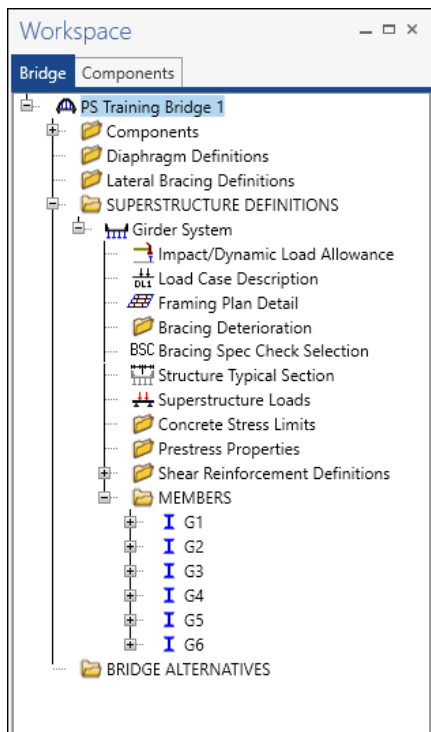 Workspace
Bridge Components
PS Training Bridge 1
Components
Diaphragm Definitions
Lateral Bracing Definitions
SUPERSTRUCTURE DEFINITIONS
Girder System
Impact/Dynamic Load Allowance
DL1 Load Case Description
Framing Plan Detail
Bracing Deterioration
BSC Bracing Spec Check Selection
Structure Typical Section
Superstructure Loads
Concrete Stress Limits
Prestress Properties
Shear Reinforcement Definitions
MEMBERS
G1
G2
G3
G4
G5
G6
BRIDGE ALTERNATIVES